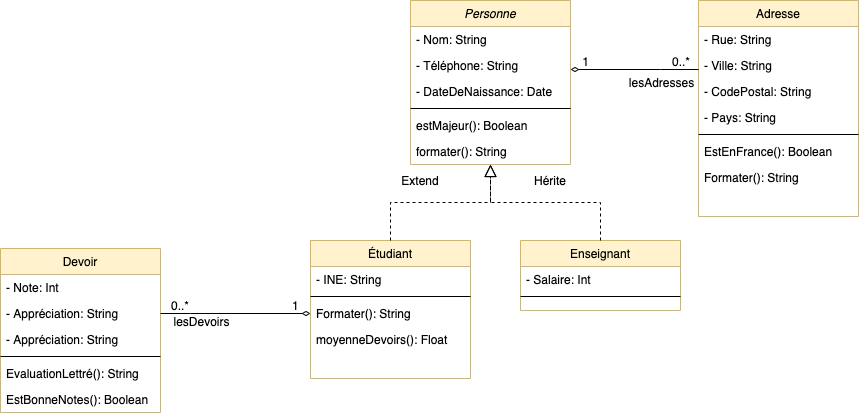 Personne
- Nom: String
- Téléphone: String
- DateDeNaissance: Date
estMajeur(): Boolean
formater(): String
1
0..*
lesAdresses
Adresse
- Rue: String
- Ville: String
- CodePostal: String
- Pays: String
EstEnFrance(): Boolean
Formater(): String
Extend
Hérite
Devoir
- Note: Int
- Appréciation: String
- Appréciation: String
EvaluationLettré(): String
EstBonneNotes(): Boolean
0..*
1
lesDevoirs
Étudiant
- INE: String
Formater(): String
moyenneDevoirs(): Float
Enseignant
- Salaire: Int